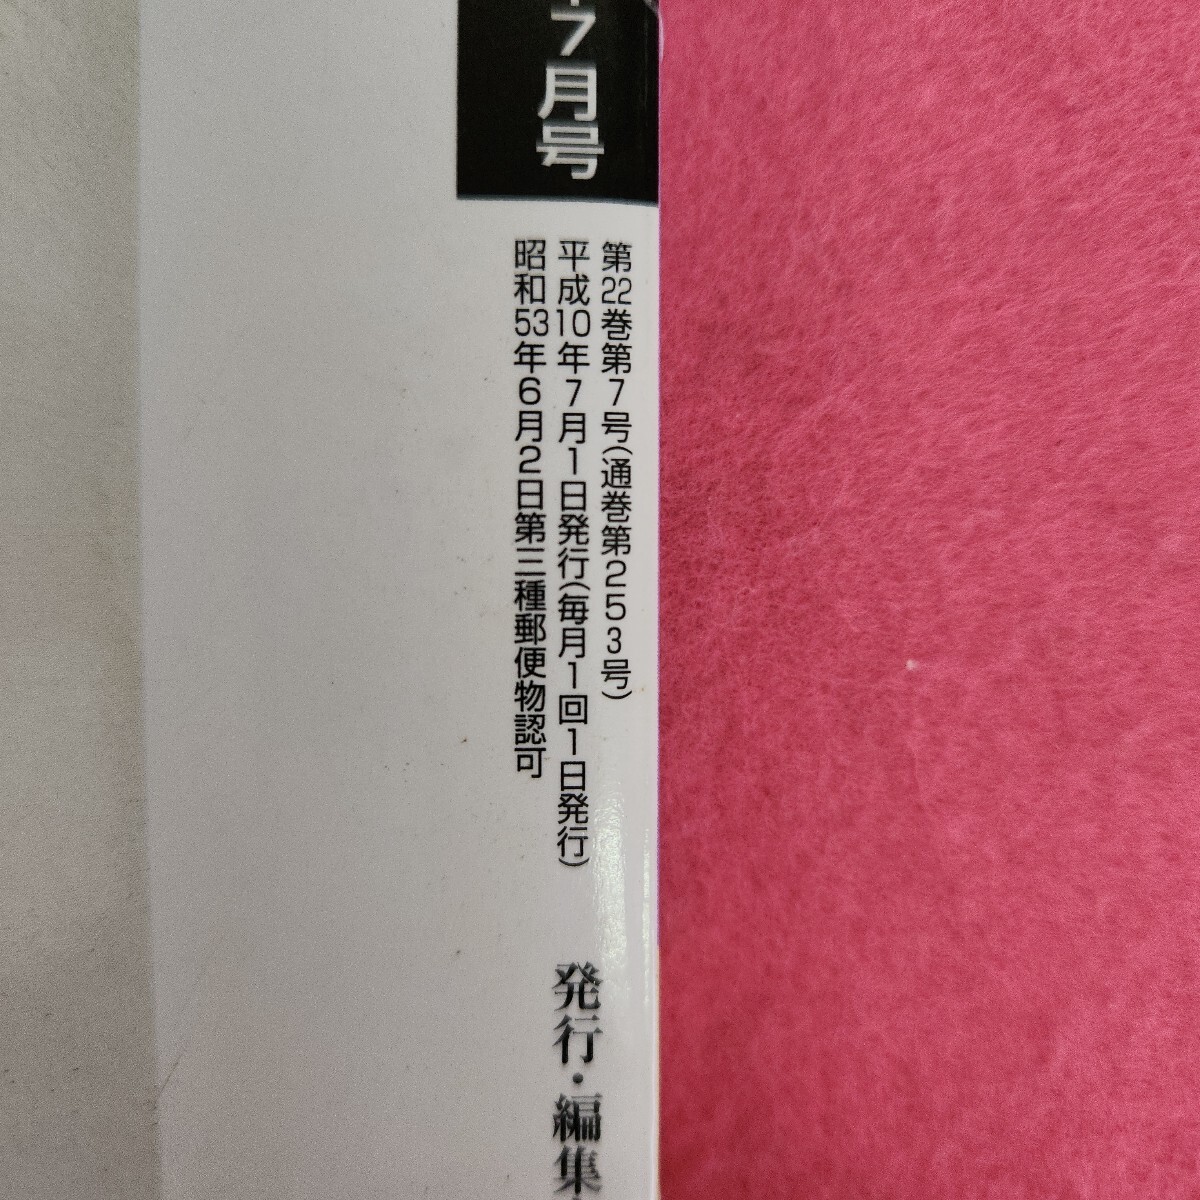 7月号
第22巻第7号(通巻第253号)
平成10年7月1日発行(毎月1回1日発行)
昭和53年6月2日第三種郵便物認可
発行・編集